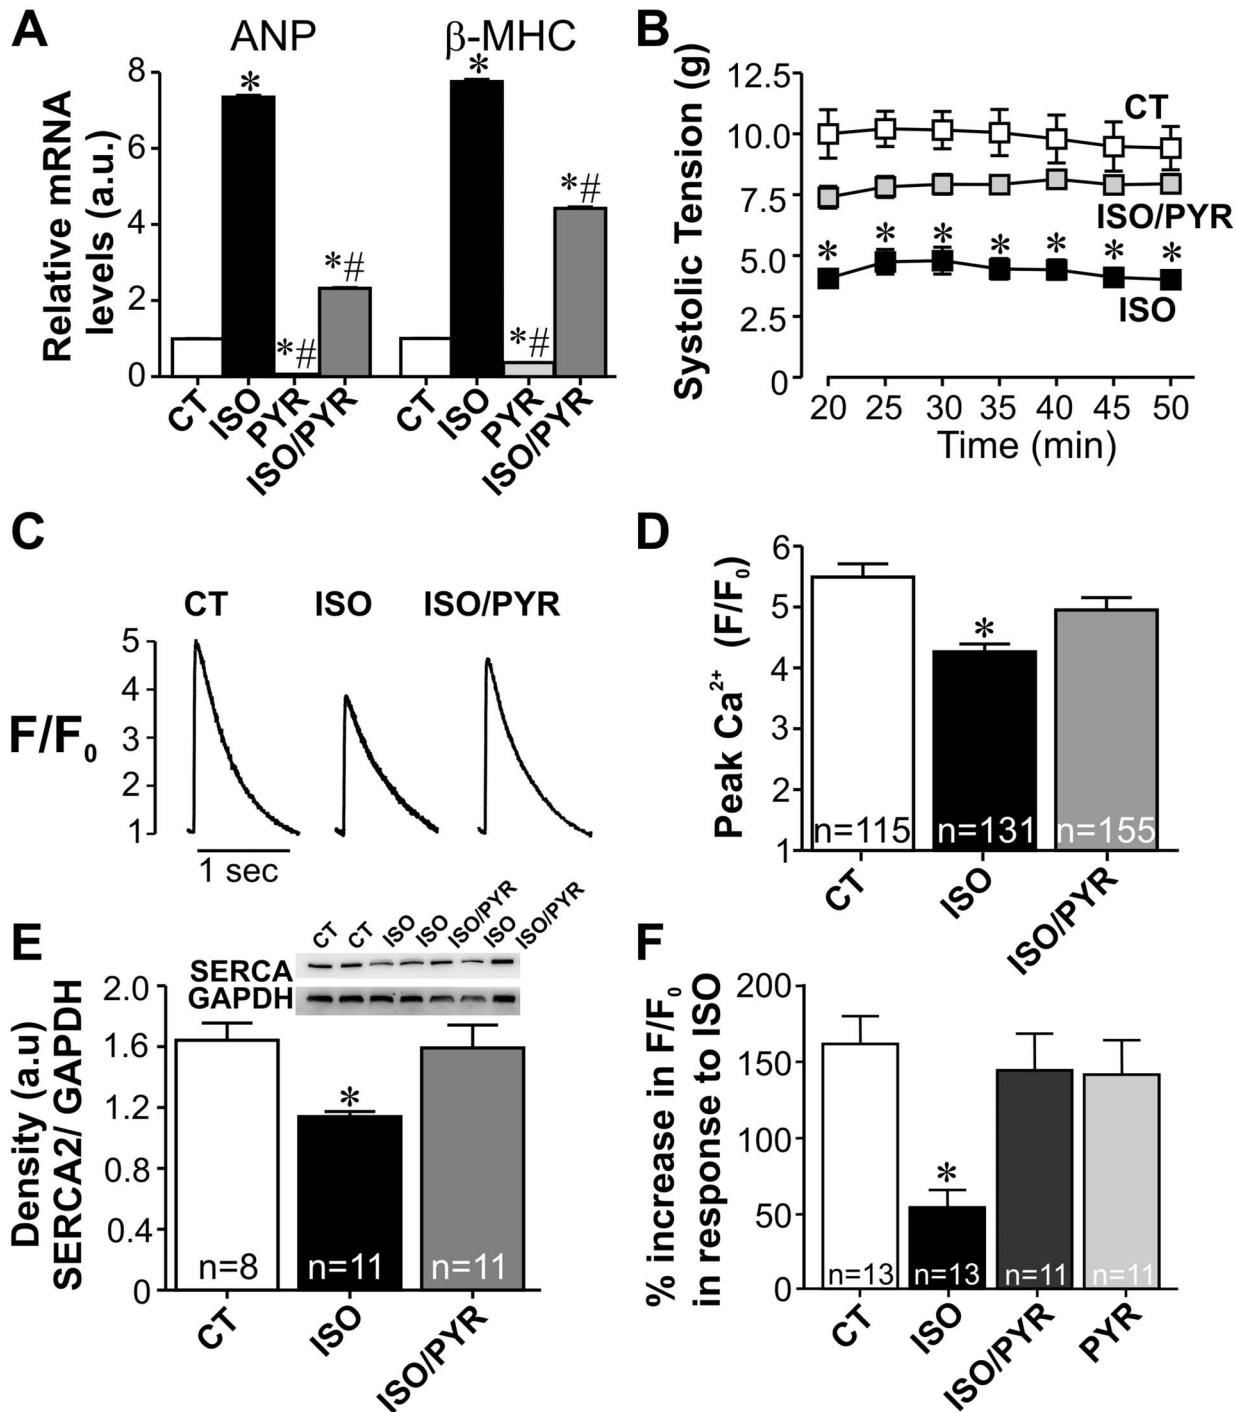 A
ANP
β-MHC
Relative mRNA
levels (a.u.)
8
6
4
2
0
*
*#
*#
*
*#
*#
CT
ISO
PYR
ISO/PYR
CT
ISO
PYR
ISO/PYR
B
Systolic Tension (g)
12.5
10.0
7.5
5.0
2.5
0
CT
ISO/PYR
* * * * * * *
ISO
20 25 30 35 40 45 50
Time (min)
C
CT ISO ISO/PYR
F/F0
5
4
3
2
1
1 sec
D
Peak Ca2+ (F/F0)
6
5
4
3
2
1
*
n=115 n=131 n=155
CT
ISO
ISO/PYR
E
CT CT ISO ISO ISO/PYR ISO ISO/PYR
SERCA
GAPDH
Density (a.u)
SERCA2/ GAPDH
2.0
1.6
1.2
0.8
0.4
0
*
n=8 n=11 n=11
CT
ISO
ISO/PYR
F
% increase in F/F0
in response to ISO
200
150
100
50
0
*
n=13 n=13 n=11 n=11
CT
ISO
ISO/PYR
PYR